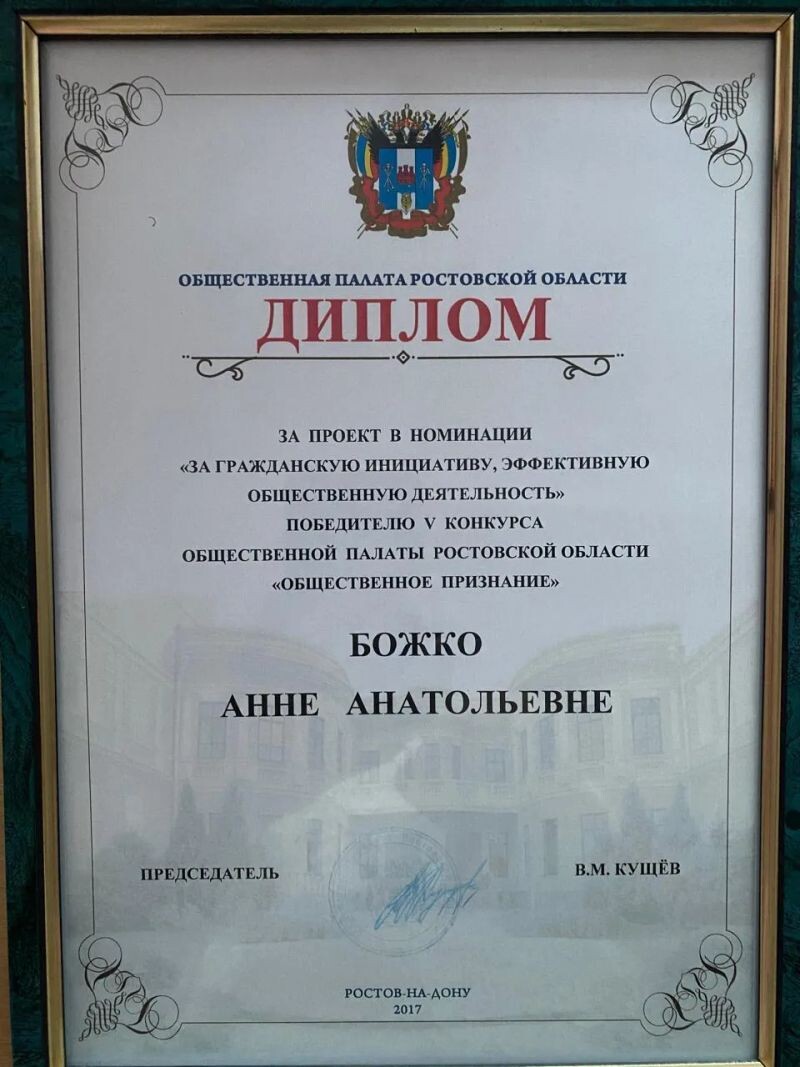 ОБЩЕСТВЕННАЯ ПАЛАТА РОСТОВСКОЙ ОБЛАСТИ
ДИПЛОМ
ЗА ПРОЕКТ В НОМИНАЦИИ
«ЗА ГРАЖДАНСКУЮ ИНИЦИАТИВУ, ЭФФЕКТИВНУЮ
ОБЩЕСТВЕННУЮ ДЕЯТЕЛЬНОСТЬ»
ПОБЕДИТЕЛЮ V КОНКУРСА
ОБЩЕСТВЕННОЙ ПАЛАТЫ РОСТОВСКОЙ ОБЛАСТИ
«ОБЩЕСТВЕННОЕ ПРИЗНАНИЕ»
БОЖКО
АННЕ АНАТОЛЬЕВНЕ
ПРЕДСЕДАТЕЛЬ В.М. КУЩЁВ
РОСТОВ-НА-ДОНУ
2017